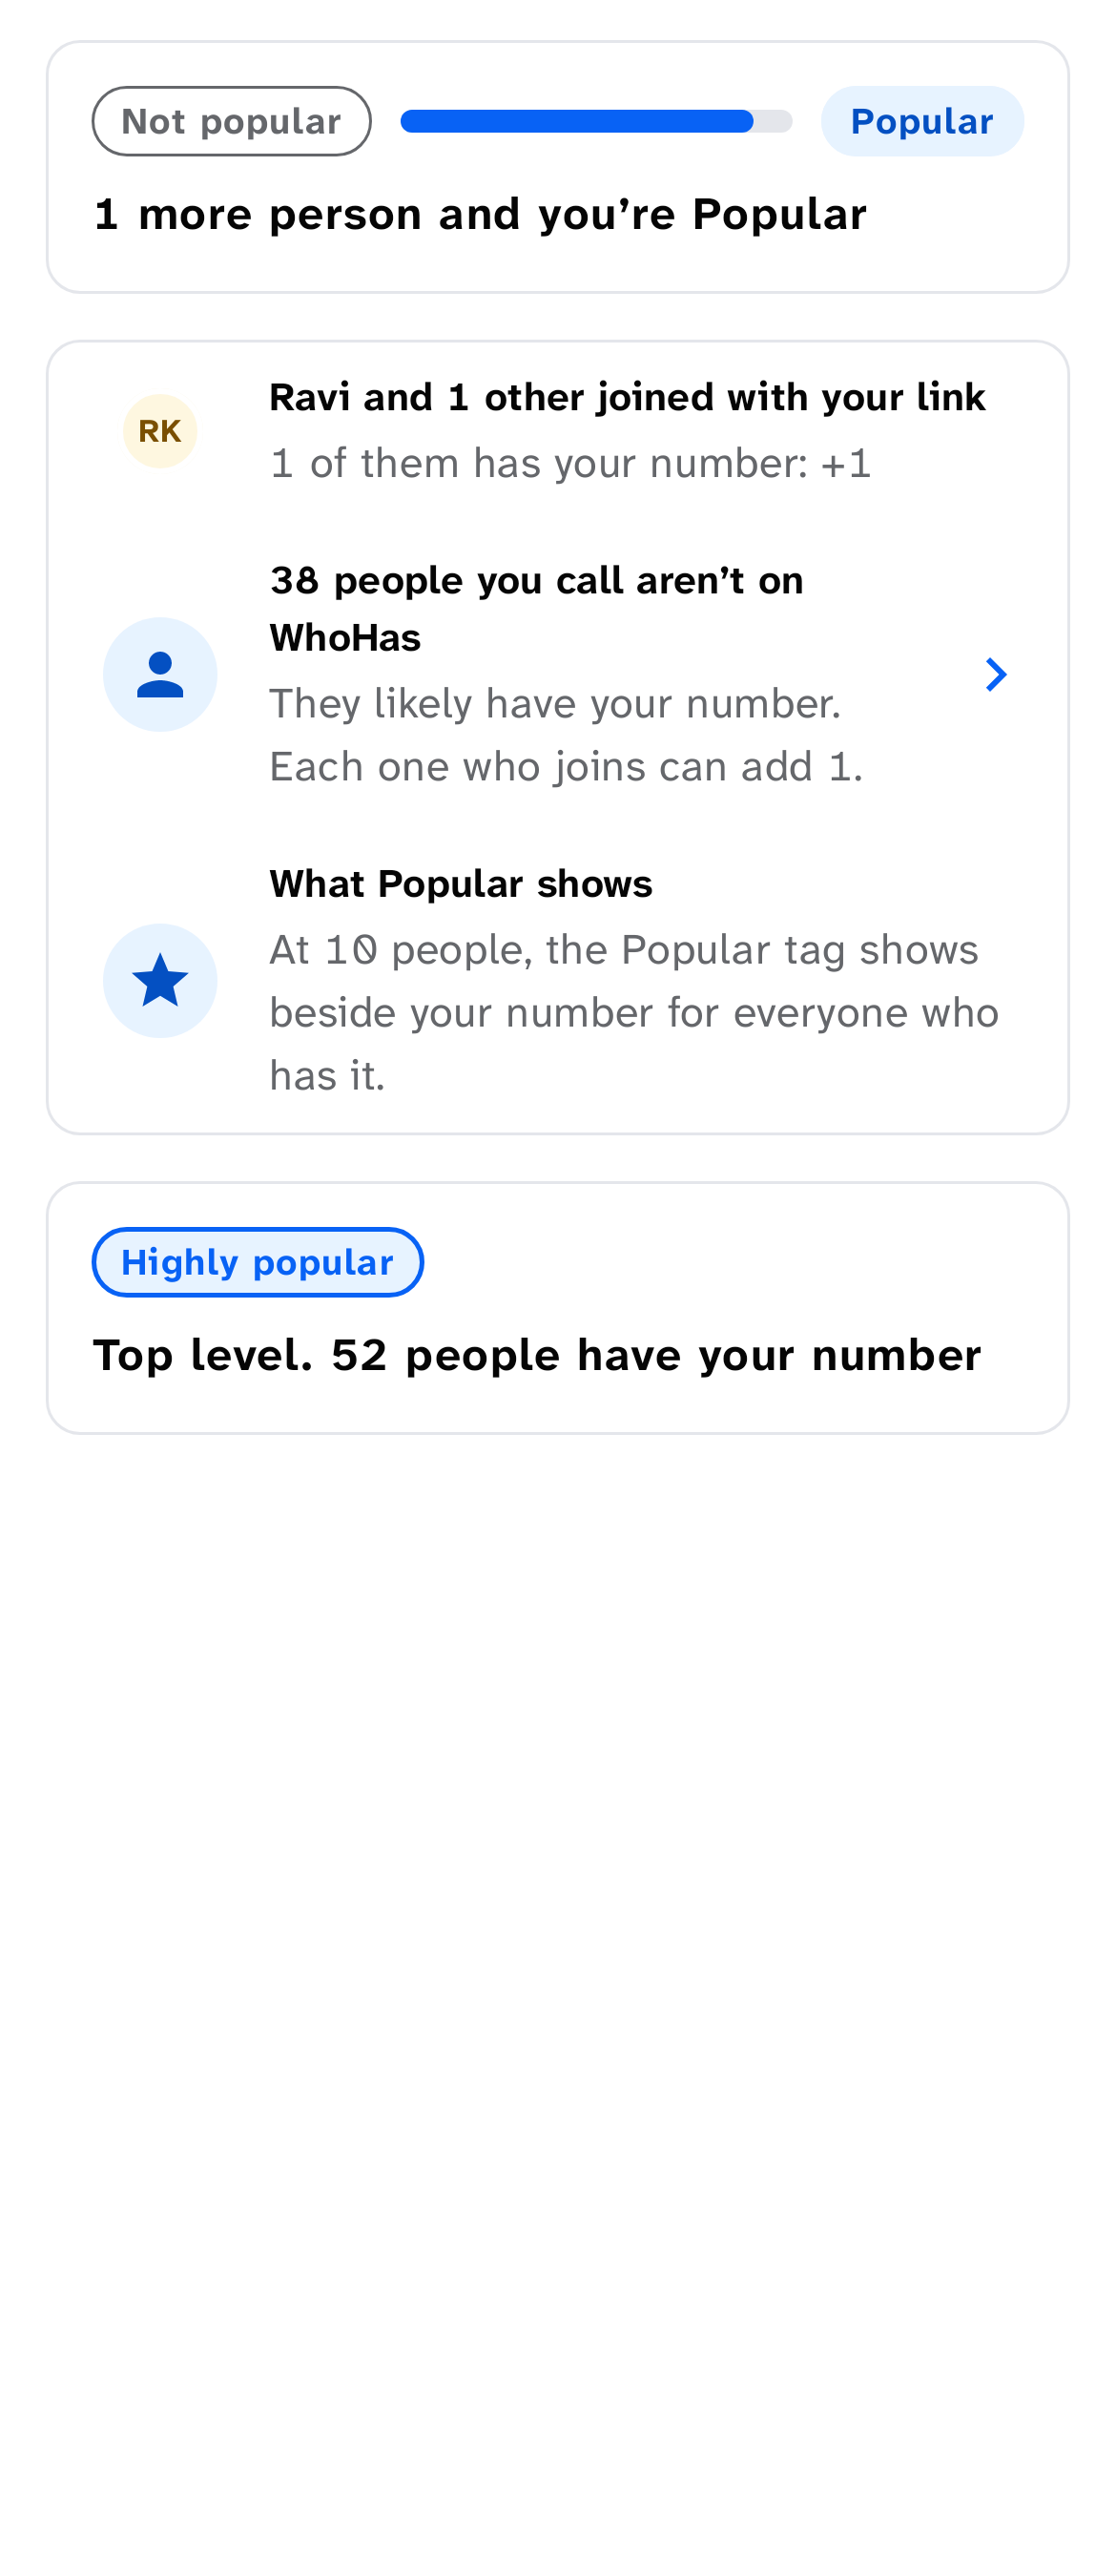 Not popular
Popular
1 more person and you’re Popular
RK
Ravi and 1 other joined with your link
1 of them has your number: +1
38 people you call aren’t on
WhoHas
They likely have your number.
Each one who joins can add 1.
What Popular shows
At 10 people, the Popular tag shows
beside your number for everyone who
has it.
Highly popular
Top level. 52 people have your number